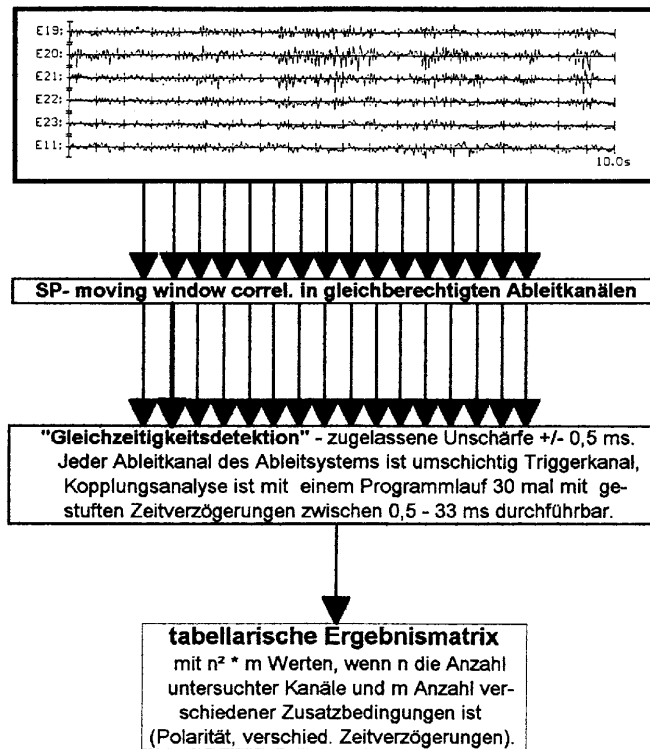 E19:
E20:
E21:
E22:
E23:
E11:
10.0s
SP- moving window correl. in gleichberechtigten Ableitkanälen
"Gleichzeitigkeitsdetektion" - zugelassene Unschärfe +/- 0,5 ms.
Jeder Ableitkanal des Ableitsystems ist umschichtig Triggerkanal,
Kopplungsanalyse ist mit einem Programmlauf 30 mal mit ge-
stuften Zeitverzögerungen zwischen 0,5 - 33 ms durchführbar.
tabellarische Ergebnismatrix
mit n² * m Werten, wenn n die Anzahl
untersuchter Kanäle und m Anzahl ver-
schiedener Zusatzbedingungen ist
(Polarität, verschied. Zeitverzögerungen).